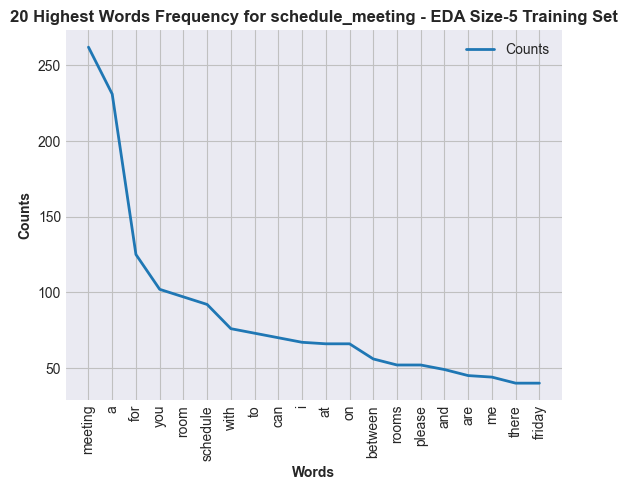 20 Highest Words Frequency for schedule_meeting - EDA Size-5 Training Set
Counts
250
200
150
100
50
Counts
meeting
a
for
you
room
schedule
with
to
can
i
at
on
between
rooms
please
and
are
me
there
friday
Words